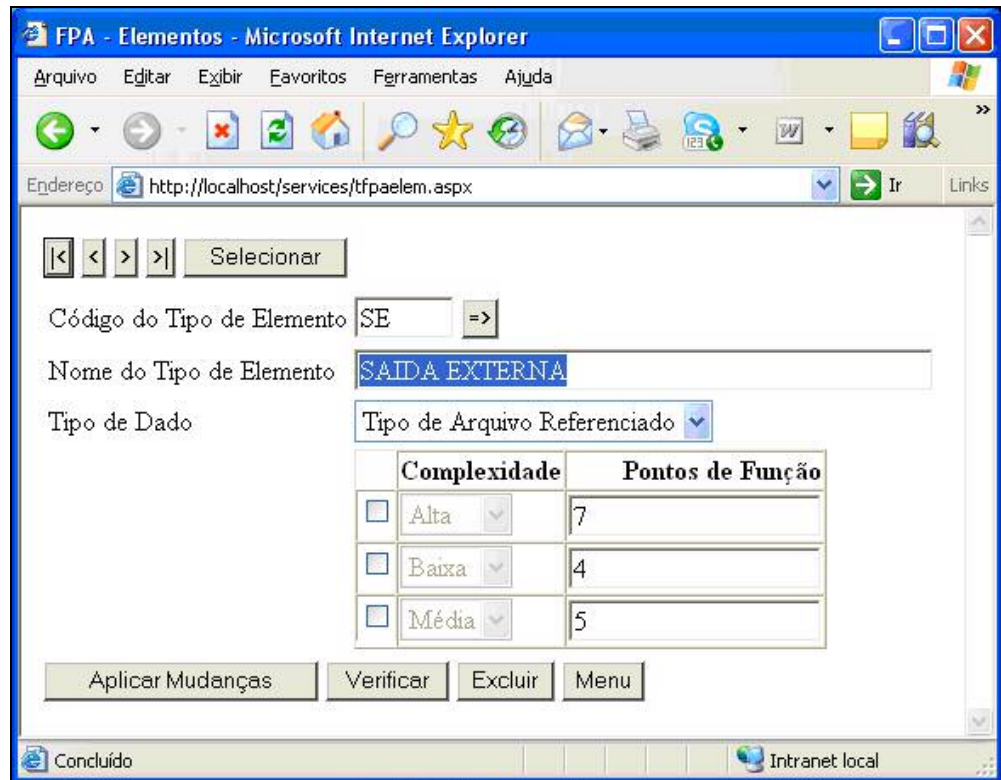 FPA - Elementos - Microsoft Internet Explorer
Arquivo Editar Exibir Favoritos Ferramentas Ajuda
123
W
»
Endereço http://localhost/services/tfpaelem.aspx Ir Links
|< < > >| Selecionar
Código do Tipo de Elemento SE =>
Nome do Tipo de Elemento SAIDA EXTERNA
Tipo de Dado Tipo de Arquivo Referenciado
Complexidade Pontos de Função
Alta 7
Baixa 4
Média 5
Aplicar Mudanças Verificar Excluir Menu
Concluído Intranet local